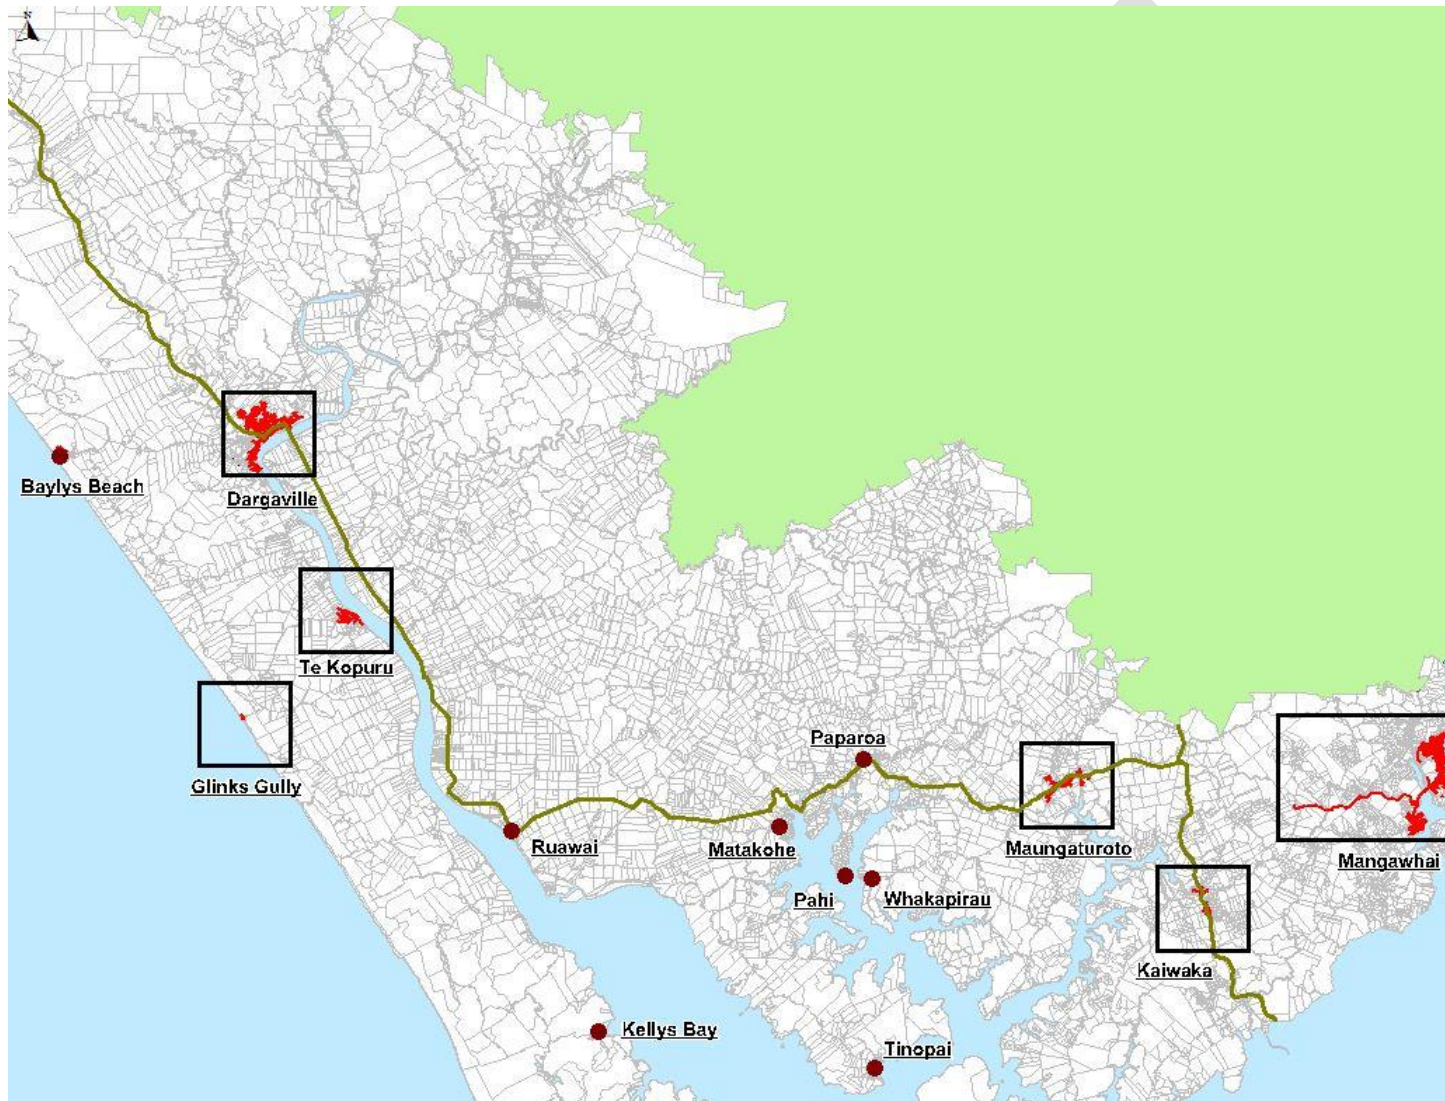 N
Baylys Beach
Dargaville
Te Kopuru
Glinks Gully
Paparoa
Ruawai
Matakohe
Maungaturoto
Mangawhai
Pahi
Whakapirau
Kaiwaka
Kellys Bay
Tinopai